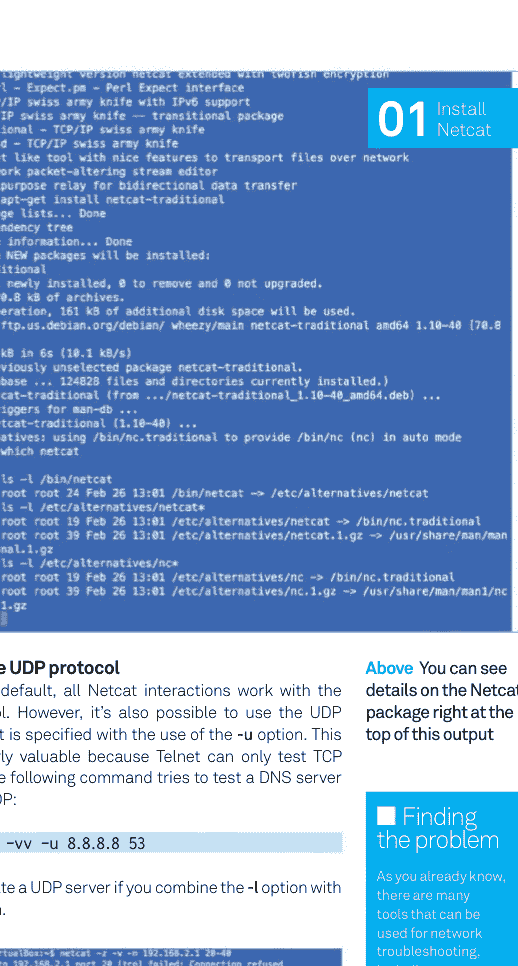 lightweight version netcat extended with twofish encryption
l - Expect.pm - Perl Expect interface
/IP swiss army knife with IPv6 support
IP swiss army knife -- transitional package
ional - TCP/IP swiss army knife
d - TCP/IP swiss army knife
t like tool with nice features to transport files over network
ork packet-altering stream editor
purpose relay for bidirectional data transfer
apt-get install netcat-traditional
ge lists... Done
ndency tree
information... Done
NEW packages will be installed:
itional
newly installed, 0 to remove and 0 not upgraded.
0.8 kB of archives.
eration, 161 kB of additional disk space will be used.
ftp.us.debian.org/debian/ wheezy/main netcat-traditional amd64 1.10-40 [70.8
kB in 6s (10.1 kB/s)
viously unselected package netcat-traditional.
base ... 124828 files and directories currently installed.)
cat-traditional (from .../netcat-traditional_1.10-40_amd64.deb) ...
iggers for man-db ...
tcat-traditional (1.10-40) ...
atives: using /bin/nc.traditional to provide /bin/nc (nc) in auto mode
which netcat
ls -l /bin/netcat
root root 24 Feb 26 13:01 /bin/netcat -> /etc/alternatives/netcat
ls -l /etc/alternatives/netcat*
root root 19 Feb 26 13:01 /etc/alternatives/netcat -> /bin/nc.traditional
root root 39 Feb 26 13:01 /etc/alternatives/netcat.1.gz -> /usr/share/man/man
nal.1.gz
ls -l /etc/alternatives/nc*
root root 19 Feb 26 13:01 /etc/alternatives/nc -> /bin/nc.traditional
root root 39 Feb 26 13:01 /etc/alternatives/nc.1.gz -> /usr/share/man/man1/nc
1.gz
01 Install
Netcat
e UDP protocol
default, all Netcat interactions work with the
ol. However, it's also possible to use the UDP
t is specified with the use of the -u option. This
rly valuable because Telnet can only test TCP
e following command tries to test a DNS server
DP:
-vv -u 8.8.8.8 53
te a UDP server if you combine the -l option with
n.
rtualBox:~$ netcat -z -v -n 192.168.2.1 20-40
to 192.168.2.1 port 20 (tcp) failed: Connection refused
Above You can see
details on the Netcat
package right at the
top of this output
Finding
the problem
As you already know,
there are many
tools that can be
used for network
troubleshooting,